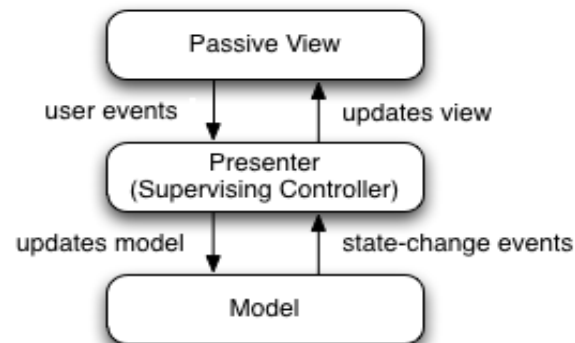 Passive View
user events
updates view
Presenter
(Supervising Controller)
updates model
state-change events
Model